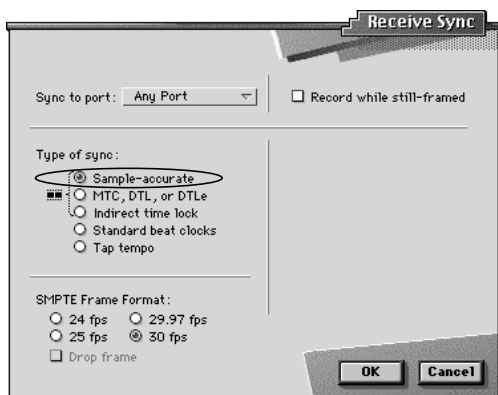 Receive Sync
Sync to port: Any Port
Record while still-framed
Type of sync:
Sample-accurate
MTC, DTL, or DTLe
Indirect time lock
Standard beat clocks
Tap tempo
SMPTE Frame Format:
24 fps 29.97 fps
25 fps 30 fps
Drop frame
OK Cancel